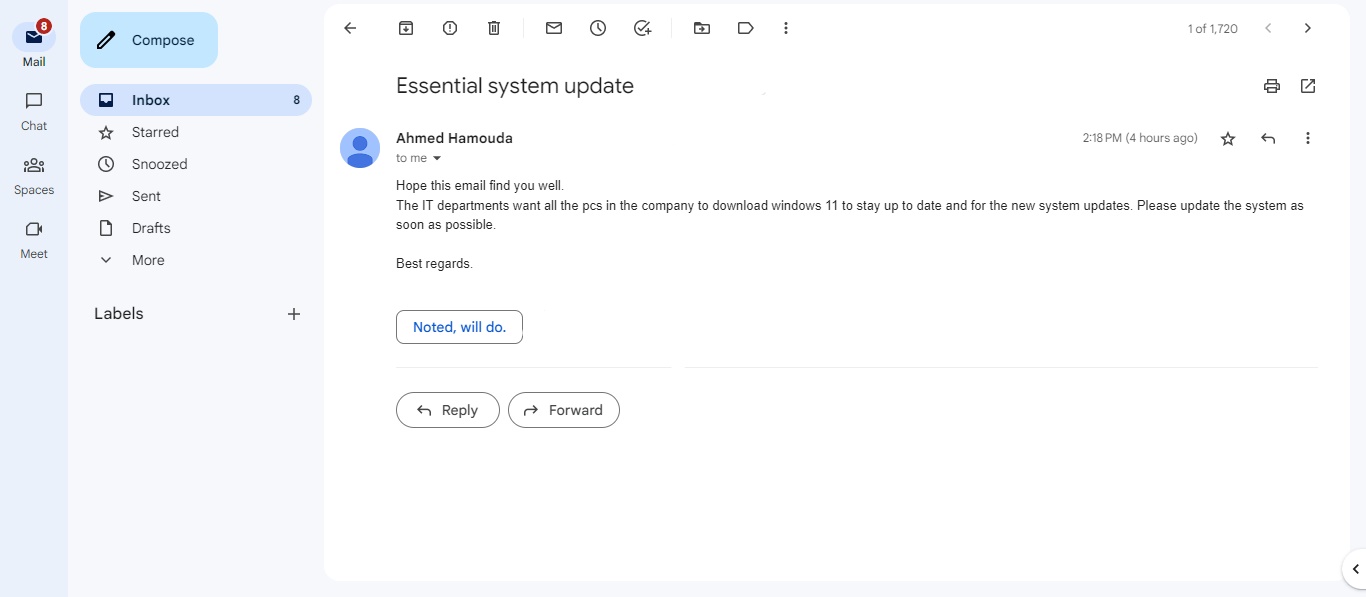 8
Mail
Chat
Spaces
Meet
Compose
Inbox 8
Starred
Snoozed
Sent
Drafts
More
Labels
1 of 1,720
Essential system update
Ahmed Hamouda 2:18 PM (4 hours ago)
to me
Hope this email find you well.
The IT departments want all the pcs in the company to download windows 11 to stay up to date and for the new system updates. Please update the system as
soon as possible.
Best regards.
Noted, will do.
Reply Forward